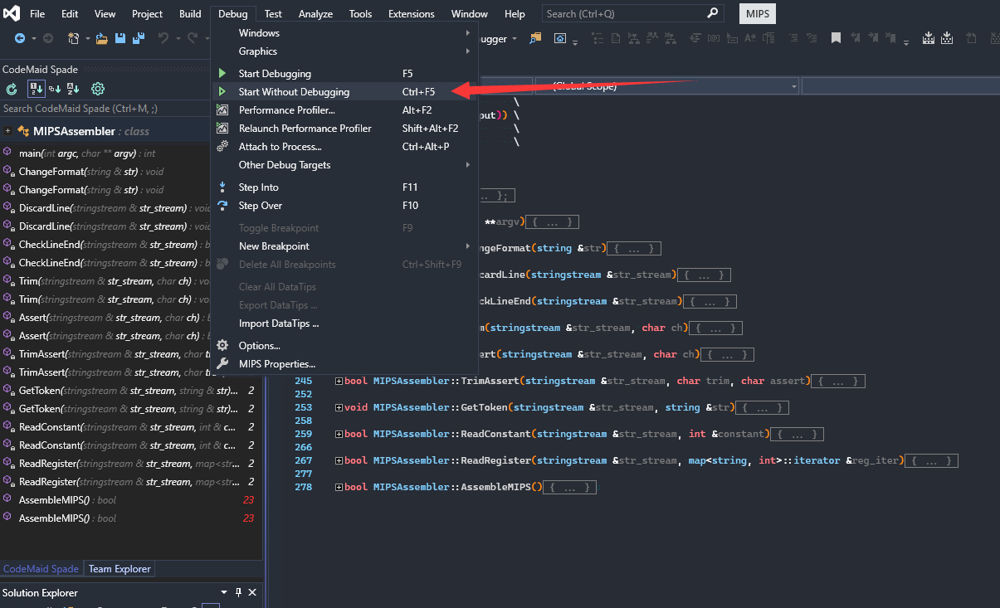 File Edit View Project Build Debug Test Analyze Tools Extensions Window Help Search (Ctrl+Q) MIPS
Windows
Graphics
Start Debugging F5
Start Without Debugging Ctrl+F5
Performance Profiler... Alt+F2
Relaunch Performance Profiler Shift+Alt+F2
Attach to Process... Ctrl+Alt+P
Other Debug Targets
Step Into F11
Step Over F10
Toggle Breakpoint F9
New Breakpoint
Delete All Breakpoints Ctrl+Shift+F9
Clear All DataTips
Export DataTips ...
Import DataTips ...
Options...
MIPS Properties...
CodeMaid Spade
Search CodeMaid Spade (Ctrl+M, ;)
MIPSAssembler : class
main(int argc, char ** argv) : int
ChangeFormat(string & str) : void
ChangeFormat(string & str) : void
DiscardLine(stringstream & str_stream) : void
DiscardLine(stringstream & str_stream) : void
CheckLineEnd(stringstream & str_stream) : b
CheckLineEnd(stringstream & str_stream) : b
Trim(stringstream & str_stream, char ch) : vo
Trim(stringstream & str_stream, char ch) : vo
Assert(stringstream & str_stream, char ch) : b
Assert(stringstream & str_stream, char ch) : b
TrimAssert(stringstream & str_stream, char t
TrimAssert(stringstream & str_stream, char tri... 2
GetToken(stringstream & str_stream, string & str)... 2
GetToken(stringstream & str_stream, string & str)... 2
ReadConstant(stringstream & str_stream, int & c... 2
ReadConstant(stringstream & str_stream, int & c... 2
ReadRegister(stringstream & str_stream, map<str... 2
ReadRegister(stringstream & str_stream, map<str... 2
AssembleMIPS() : bool 23
AssembleMIPS() : bool 23
CodeMaid Spade Team Explorer
Solution Explorer
ugger
(Global Scope)
\
put)) \
\
\
.. };
**argv){ ... }
ngeFormat(string &str){ ... }
cardLine(stringstream &str_stream){ ... }
ckLineEnd(stringstream &str_stream){ ... }
m(stringstream &str_stream, char ch){ ... }
ert(stringstream &str_stream, char ch){ ... }
245 bool MIPSAssembler::TrimAssert(stringstream &str_stream, char trim, char assert){ ... }
252
253 void MIPSAssembler::GetToken(stringstream &str_stream, string &str){ ... }
258
259 bool MIPSAssembler::ReadConstant(stringstream &str_stream, int &constant){ ... }
266
267 bool MIPSAssembler::ReadRegister(stringstream &str_stream, map<string, int>::iterator &reg_iter){ ... }
277
278 bool MIPSAssembler::AssembleMIPS(){ ... }